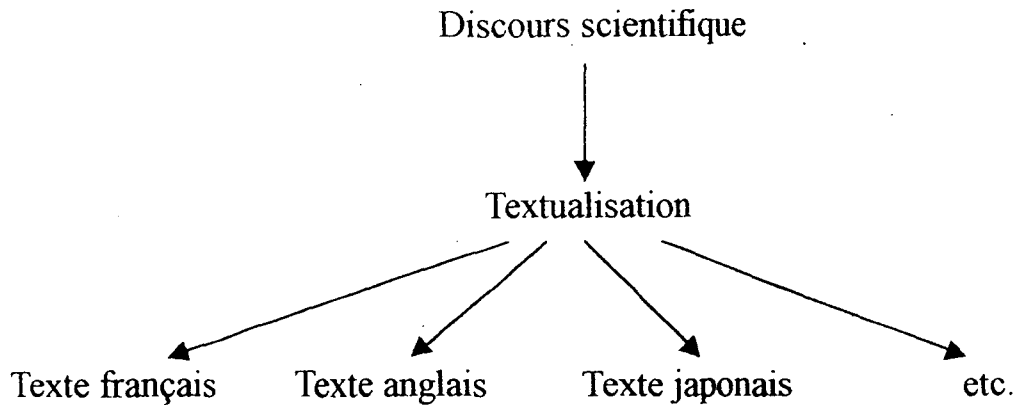 Discours scientifique
Textualisation
Texte français Texte anglais Texte japonais etc.